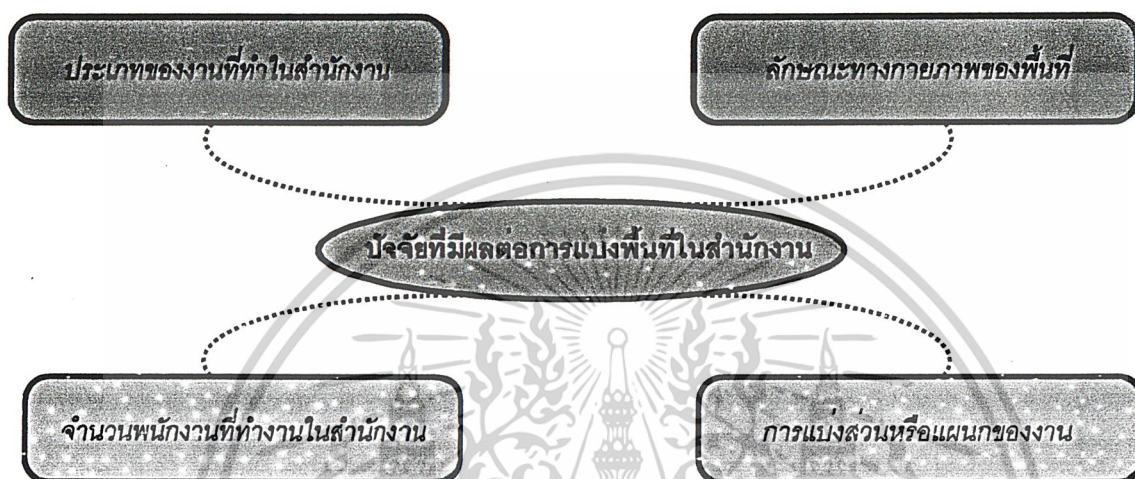 ประเภทของงานที่ทำในสำนักงาน
ลักษณะทางกายภาพของพื้นที่
ปัจจัยที่มีผลต่อการแบ่งพื้นที่ในสำนักงาน
จำนวนพนักงานที่ทำงานในสำนักงาน
การแบ่งส่วนหรือแผนกของงาน